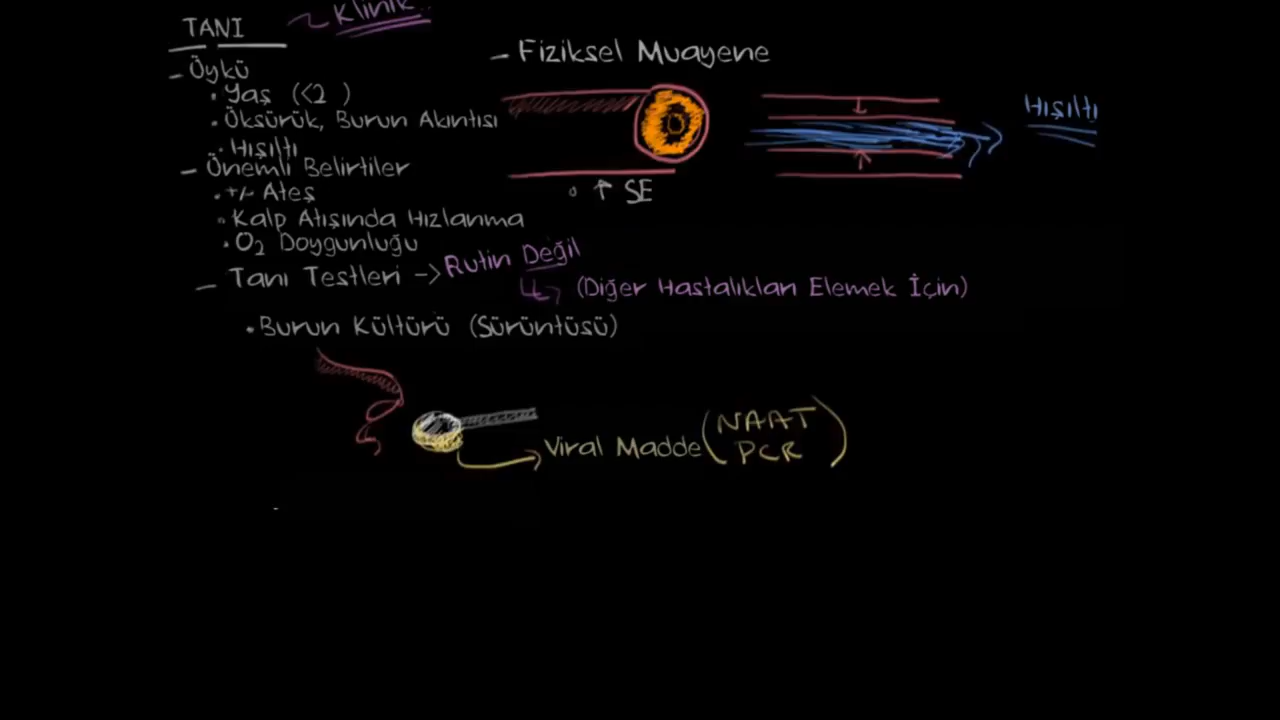 TANI
~ Klinik
- Öykü
• Yaş (<2 )
• Öksürük, Burun Akıntısı
• Hışıltı
- Önemli Belirtiler
• +/- Ateş
• Kalp Atışında Hızlanma
• O₂ Doygunluğu
- Tanı Testleri -> Rutin Değil
(Diğer Hastalıkları Elemek İçin)
• Burun Kültürü (Sürüntüsü)
Viral Madde (NAAT
PCR)
- Fiziksel Muayene
Hışıltı
• ↑ SE